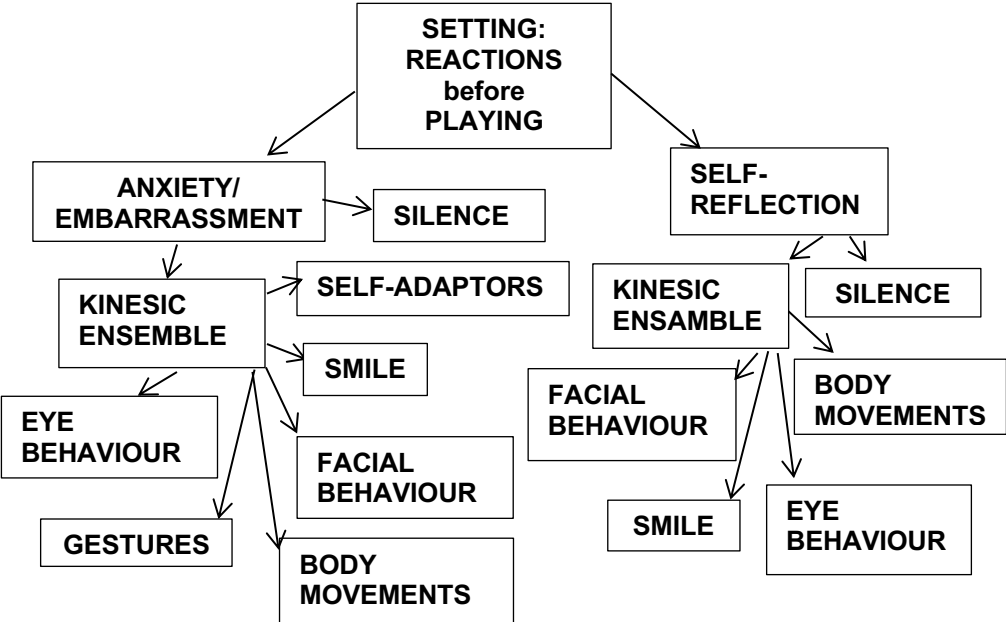 SETTING:
REACTIONS
before
PLAYING
ANXIETY/
EMBARRASSMENT
SILENCE
SELF-
REFLECTION
KINESIC
ENSEMBLE
SELF-ADAPTORS
SMILE
EYE
BEHAVIOUR
GESTURES
FACIAL
BEHAVIOUR
BODY
MOVEMENTS
KINESIC
ENSAMBLE
SILENCE
FACIAL
BEHAVIOUR
BODY
MOVEMENTS
SMILE
EYE
BEHAVIOUR